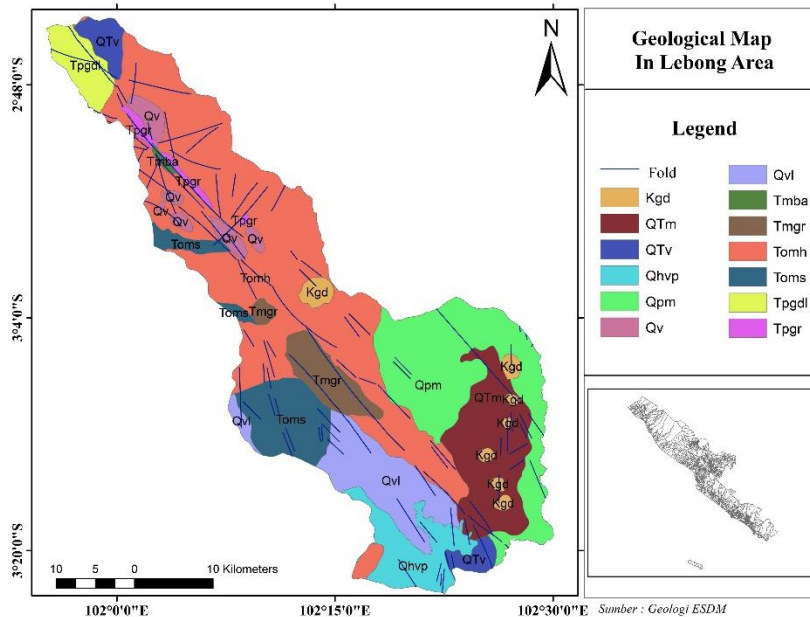 Geological Map
In Lebong Area
N
Legend
Fold
Kgd
QTm
QTv
Qhvp
Qpm
Qv
Qvl
Tmba
Tmgr
Tomh
Toms
Tpgdl
Tpgr
QTv
Tpgdl
Qv
Tpgr
Tmba
Tpgr
Qv
Qv
Qv
Tpgr
Qv
Qv
Toms
Tomh
Kgd
Toms
Tmgr
Tmgr
Qpm
Kgd
QTm
Kgd
Kgd
Qvl
Toms
Kgd
Qvl
Kgd
Kgd
QTv
Qhvp
2°48'0"S
3°4'0"S
3°20'0"S
10 5 0 10 Kilometers
102°0'0"E 102°15'0"E 102°30'0"E
Sumber : Geologi ESDM